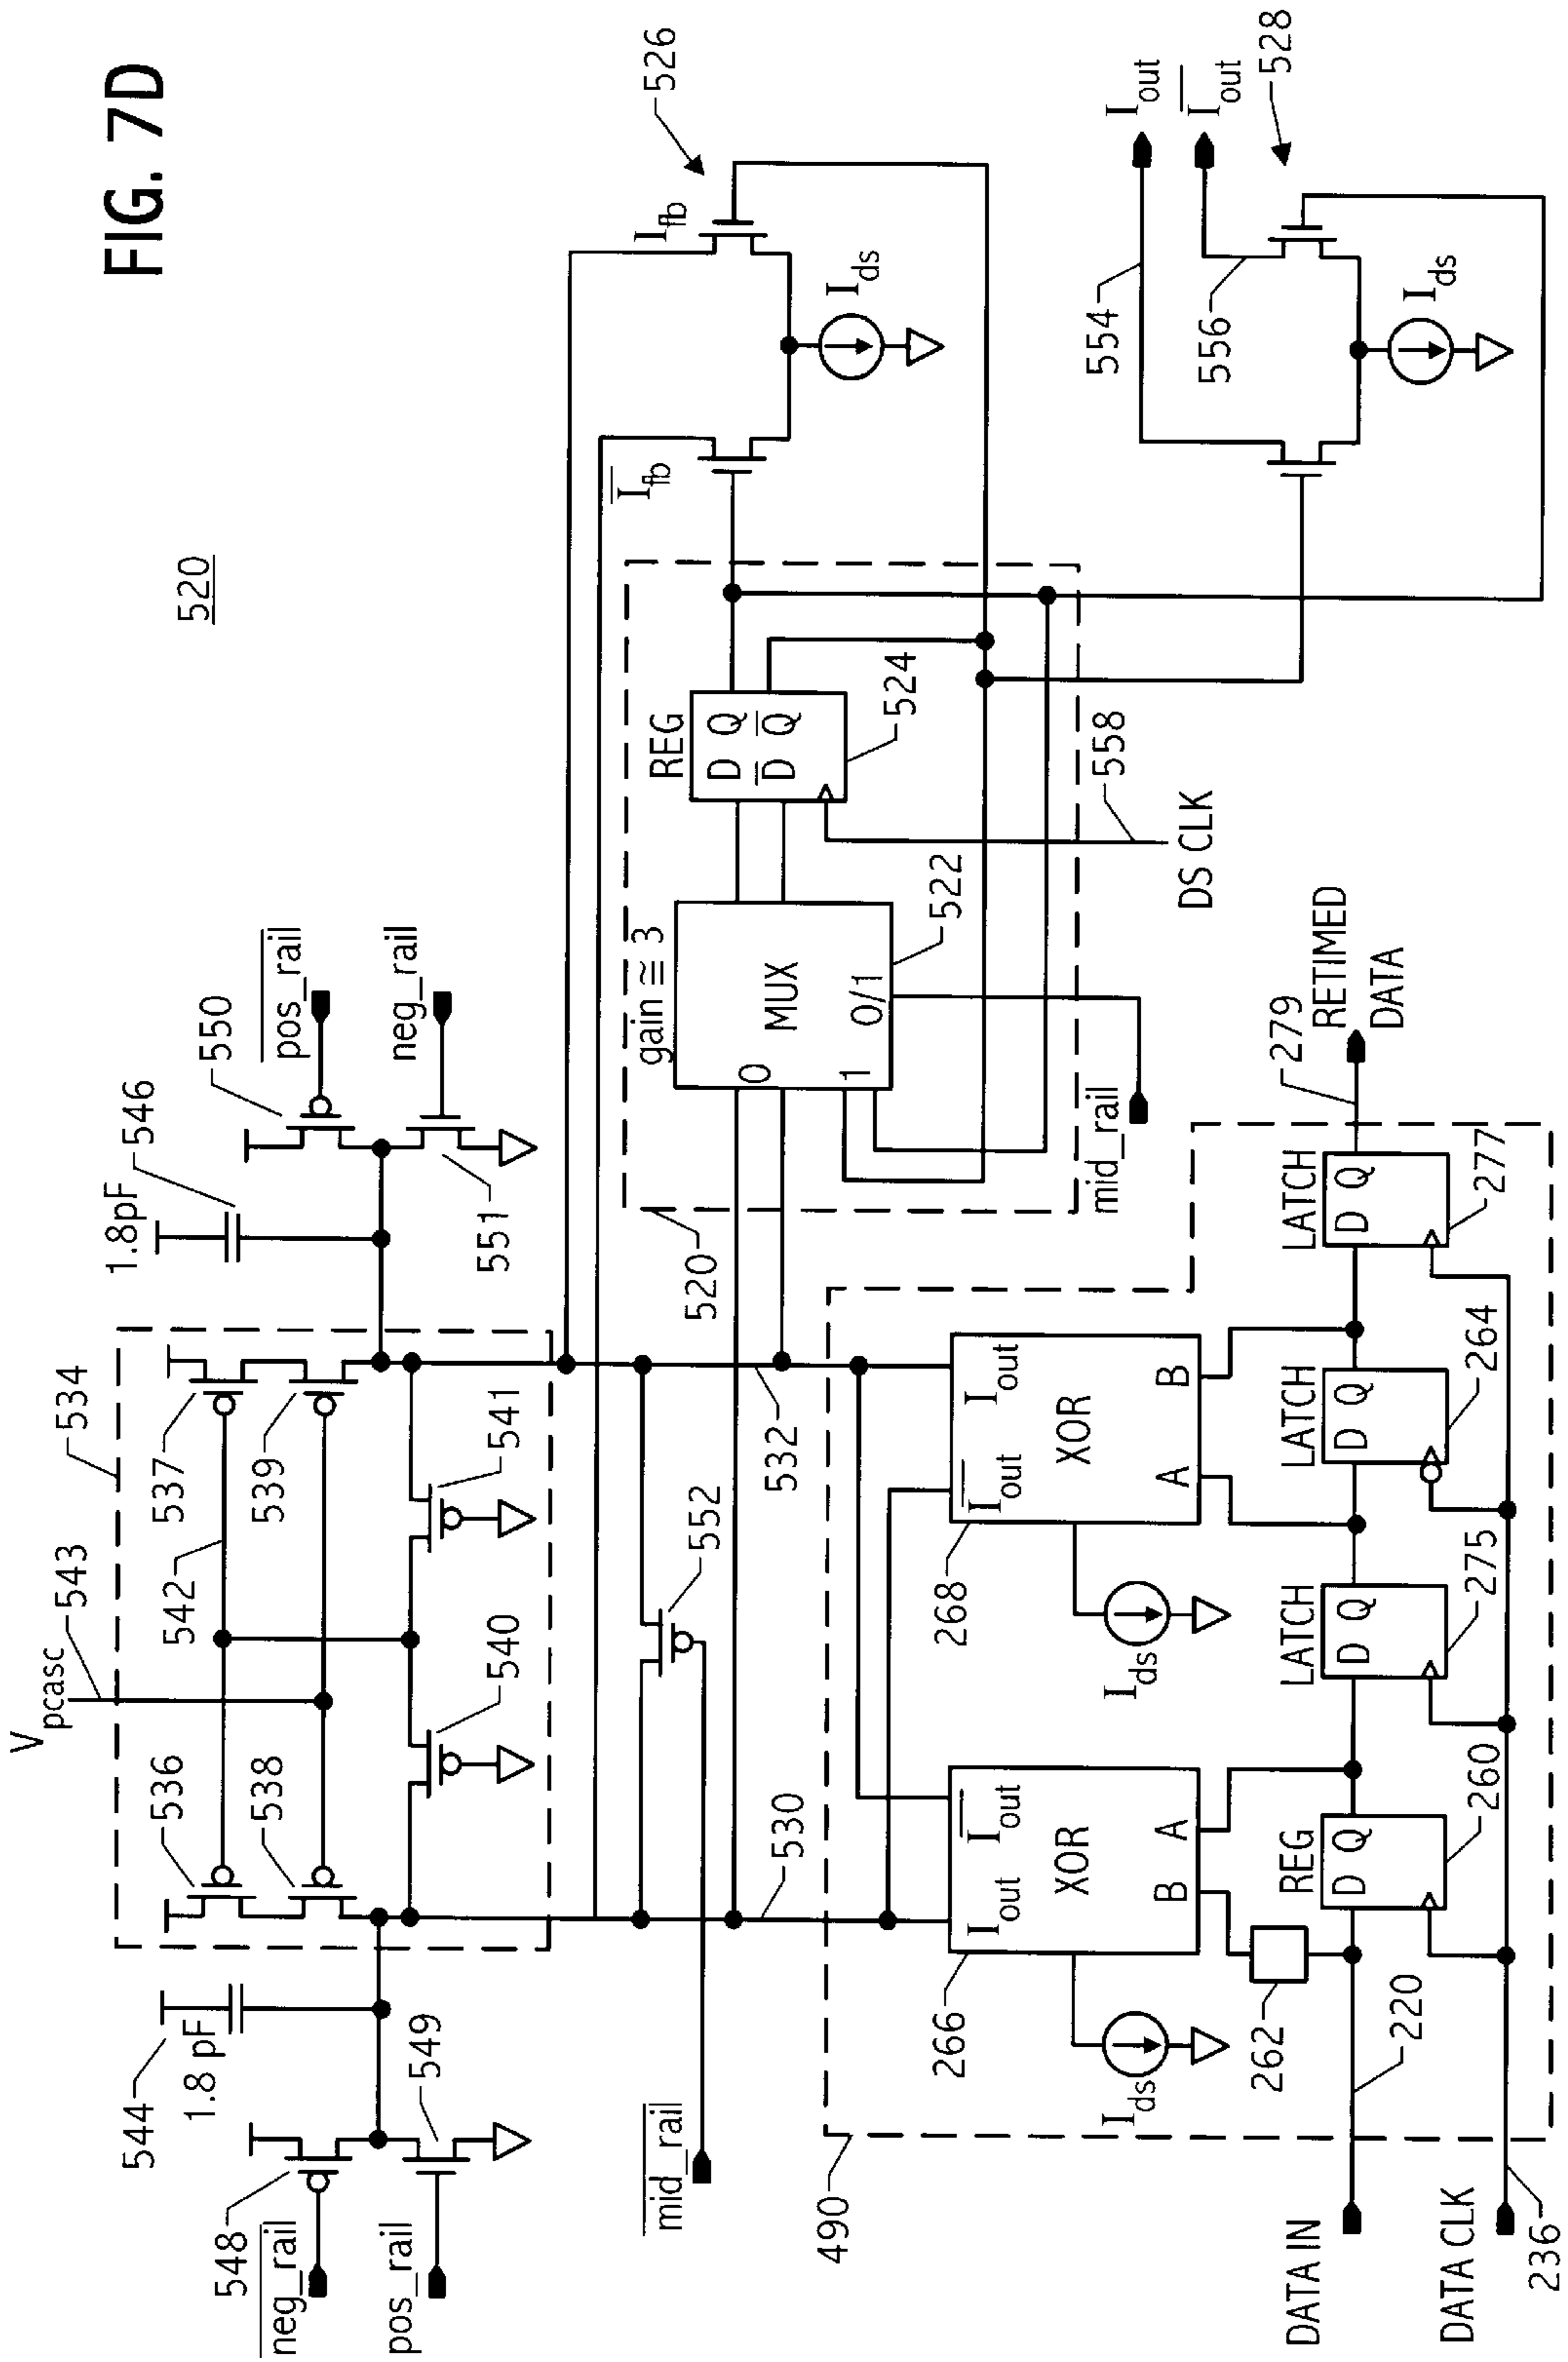 FIG. 7D
520
V pcasc
543
534
542
536
537
538
539
540
541
544
1.8 pF
1.8pF
546
548
neg_rail
pos_rail
549
550
pos_rail
neg_rail
551
mid_rail
552
530
532
520
gain ≅ 3
MUX
0
1
0/1
522
mid_rail
REG
D Q
D Q
524
558
DS CLK
Ifb
Ifb
526
Ids
Iout
Iout
554
556
528
Ids
490
XOR
Iout
Iout
B
A
266
Ids
XOR
Iout
Iout
A
B
268
Ids
262
220
DATA IN
REG
D Q
260
LATCH
D Q
275
LATCH
D Q
264
LATCH
D Q
277
279
RETIMED
DATA
DATA CLK
236